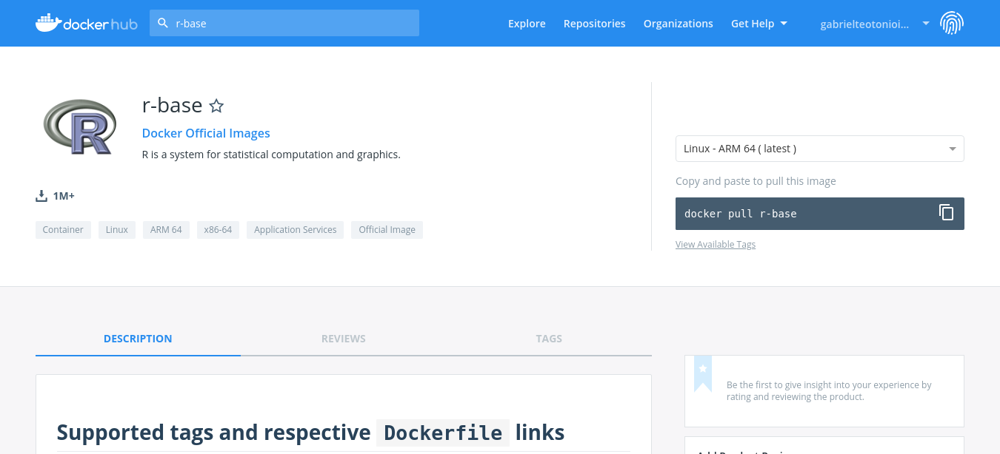 docker hub
r-base
Explore
Repositories
Organizations
Get Help
gabrielteotonioi...
R
r-base
Docker Official Images
R is a system for statistical computation and graphics.
1M+
Container
Linux
ARM 64
x86-64
Application Services
Official Image
Linux - ARM 64 ( latest )
Copy and paste to pull this image
docker pull r-base
View Available Tags
DESCRIPTION
REVIEWS
TAGS
Supported tags and respective Dockerfile links
Be the first to give insight into your experience by
rating and reviewing the product.
Add Product